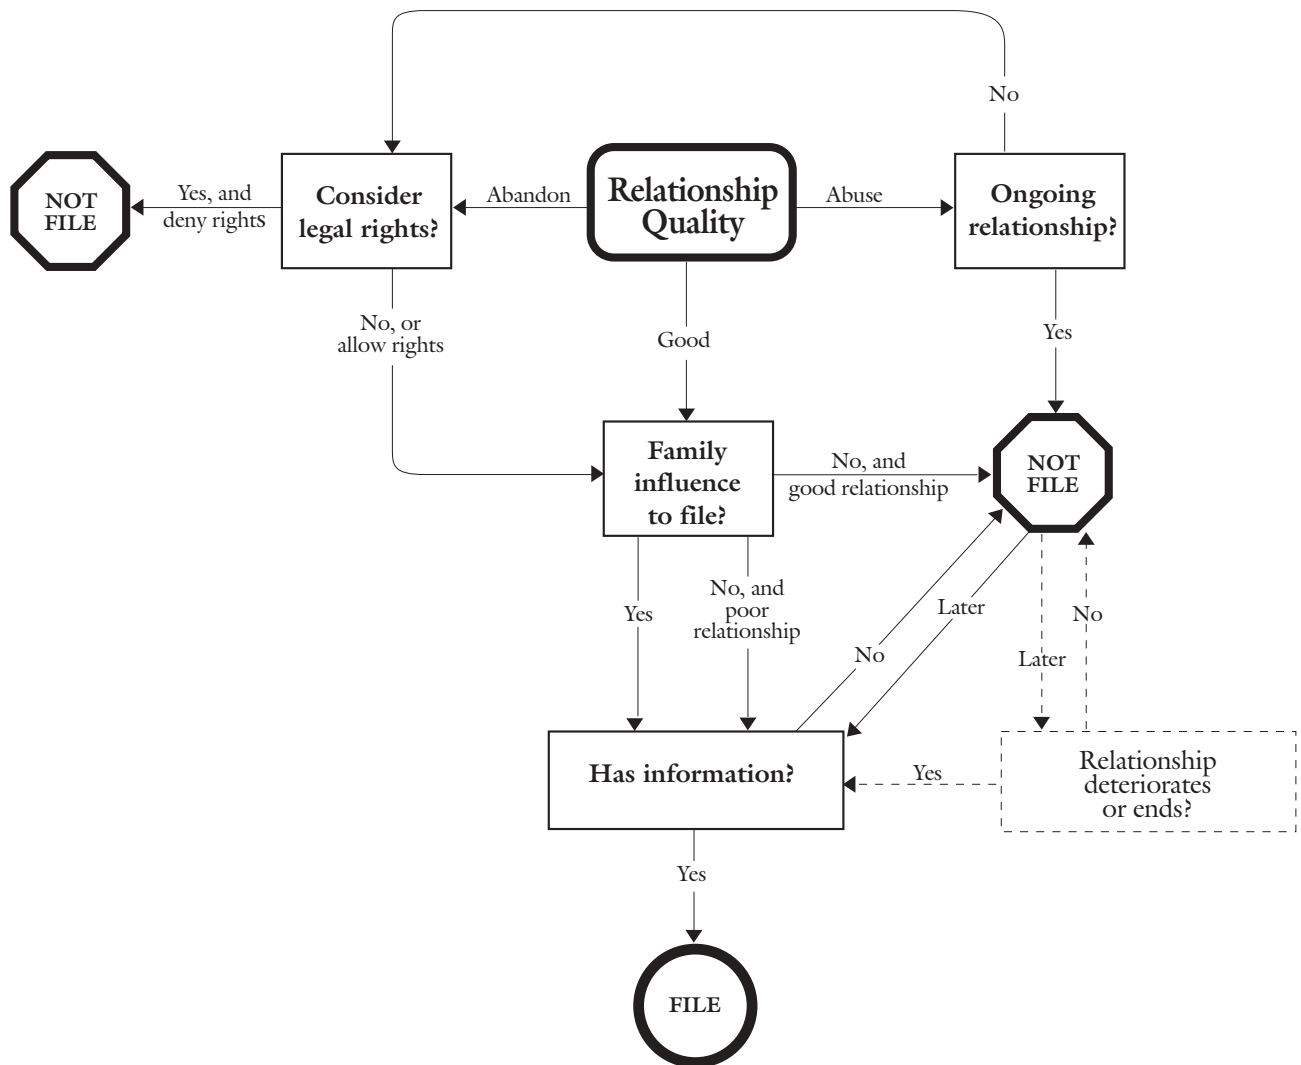 No
NOT
FILE
Yes, and
deny rights
Consider
legal rights?
Abandon
Relationship
Quality
Abuse
Ongoing
relationship?
No, or
allow rights
Good
Yes
Family
influence
to file?
No, and
good relationship
NOT
FILE
Yes
No, and
poor
relationship
No
Later
Later
No
Has information?
Yes
Relationship
deteriorates
or ends?
Yes
FILE